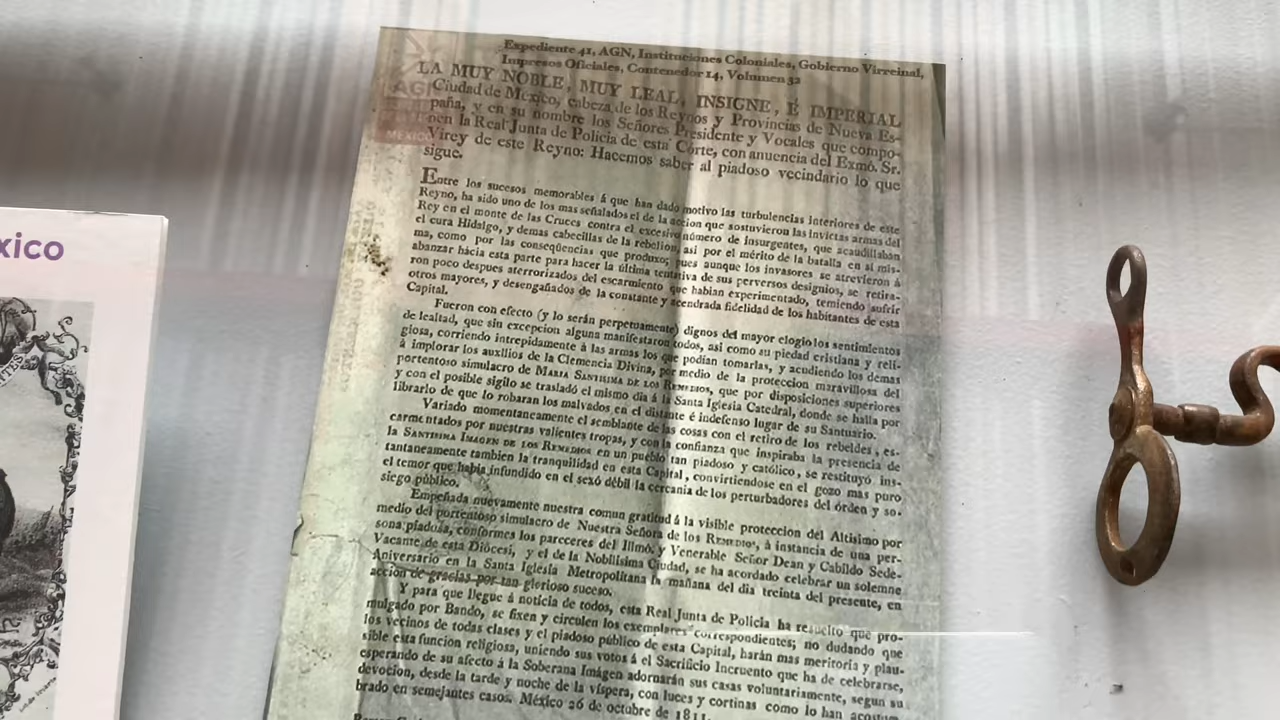 xico
Expediente 41, AGN, Instituciones Coloniales, Gobierno Virreinal,
Impresos Oficiales, Contenedor 14, Volumen 32
LA MUY NOBLE, MUY LEAL, INSIGNE, É IMPERIAL
Ciudad de México, cabeza de los Reynos y Provincias de Nueva Es-
paña, y en su nombre los Señores Presidente y Vocales que compo-
nen la Real Junta de Policía de esta Córte, con anuencia del Exmô. Sr.
Virey de este Reyno: Hacemos saber al piadoso vecindario lo que
sigue.
Entre los sucesos memorables á que han dado motivo las turbulencias interiores de este
Reyno, ha sido uno de los mas señalados el de la accion que sostuvieron las invictas armas del
Rey en el monte de las Cruces contra el excesivo número de insurgentes, que acaudillaban
el cura Hidalgo, y demas cabecillas de la rebelion, asi por el mérito de la batalla en sí mis-
ma, como por las conseqüencias que produxo; pues aunque los invasores se atrevieron á
abanzar hácia esta parte para hacer la última tentativa de sus perversos designios, se retira-
ron poco despues aterrorizados del escarmiento que habian experimentado, temiendo sufrir
otros mayores, y desengañados de la constante y acendrada fidelidad de los habitantes de esta
Capital.
Fueron con efecto (y lo serán perpetuamente) dignos del mayor elogio los sentimientos
de lealtad, que sin excepcion alguna manifestaron todos, asi como su piedad cristiana y reli-
giosa, corriendo intrepidamente á las armas los que podian tomarlas, y acudiendo los demas
á implorar los auxílios de la Clemencia Divina, por medio de la proteccion maravillosa del
portentoso simulacro de MARIA SANTISIMA DE LOS REMEDIOS, que por disposiciones superiores
y con el posible sigilo se trasladó el mismo dia á la Santa Iglesia Catedral, donde se halla por
librarlo de que lo robaran los malvados en el distante é indefenso lugar de su Santuario.
Variado momentaneamente el semblante de las cosas con el retiro de los rebeldes, es-
carmentados por nuestras valientes tropas, y con la confianza que inspiraba la presencia de
la SANTISIMA IMAGEN DE LOS REMEDIOS en un pueblo tan piadoso y católico, se restituyó ins-
tantaneamente tambien la tranquilidad en esta Capital, convirtiendose en el gozo mas puro
el temor que habia infundido en el sexô débil la cercania de los perturbadores del órden y so-
siego público.
Empeñada nuevamente nuestra comun gratitud á la visible proteccion del Altisimo por
medio del portentoso simulacro de Nuestra Señora de los REMEDIOS, á instancia de una per-
sona piadosa, conformes los pareceres del Illmô. y Venerable Señor Dean y Cabildo Sede-
Vacante de esta Diócesi, y el de la Nobilisima Ciudad, se ha acordado celebrar un solemne
Aniversario en la Santa Iglesia Metropolitana la mañana del dia treinta del presente, en
accion de gracias por tan glorioso suceso.
Y para que llegue á noticia de todos, esta Real Junta de Policía ha resuelto que pro-
mulgado por Bando, se fixen y circulen los exemplares correspondientes; no dudando que
los vecinos de todas clases y el piadoso público de esta Capital, harán mas meritoria y plau-
sible esta funcion religiosa, uniendo sus votos á el Sacrificio Incruento que ha de celebrarse,
esperando de su afecto á la Soberana Imágen adornarán sus casas voluntariamente, segun su
devocion, desde la tarde y noche de la víspera, con luces y cortinas como lo han acostum
brado en semejantes casos. México 26 de octubre de 1811.